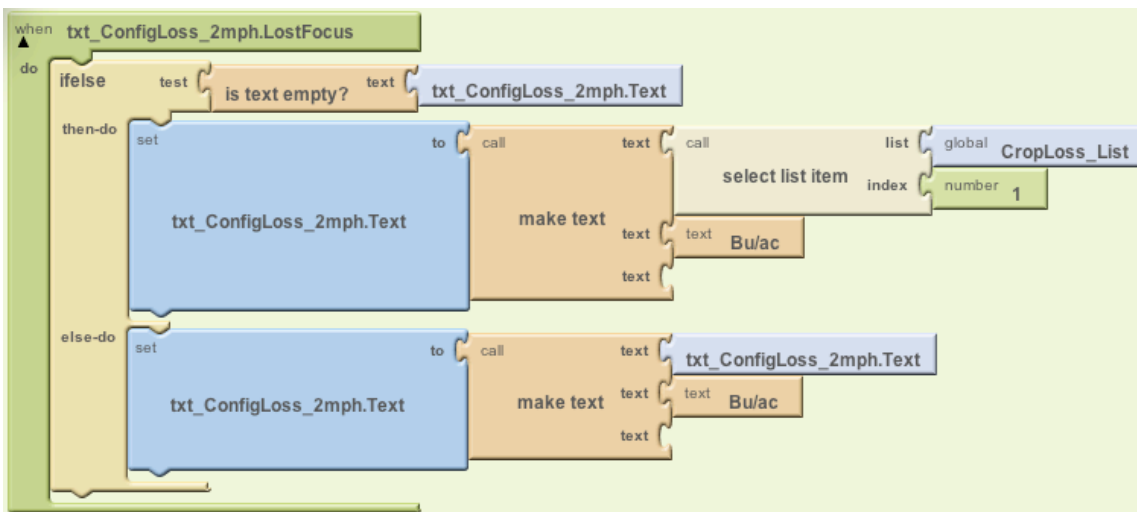 when txt_ConfigLoss_2mph.LostFocus
do
ifelse test is text empty? text txt_ConfigLoss_2mph.Text
then-do set to call text call list global CropLoss_List
select list item index number 1
txt_ConfigLoss_2mph.Text make text
text text Bu/ac
text
else-do set to call text txt_ConfigLoss_2mph.Text
txt_ConfigLoss_2mph.Text make text text text Bu/ac
text